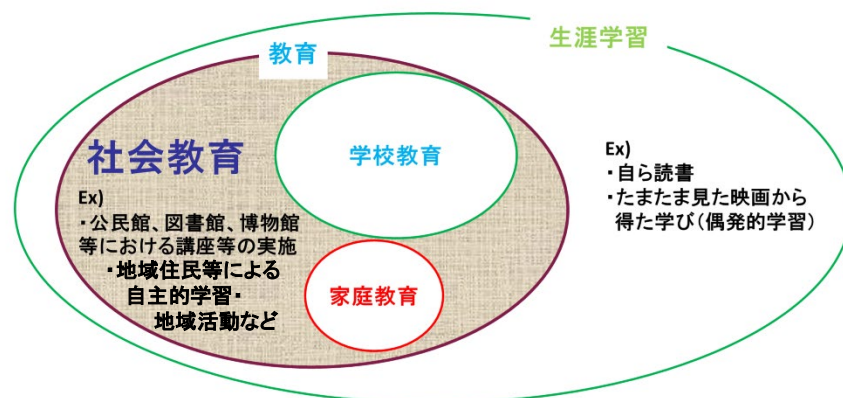 生涯学習
教育
社会教育
Ex)
・公民館、図書館、博物館
等における講座等の実施
・地域住民等による
自主的学習・
地域活動など
学校教育
家庭教育
Ex)
・自ら読書
・たまたま見た映画から
得た学び(偶発的学習)